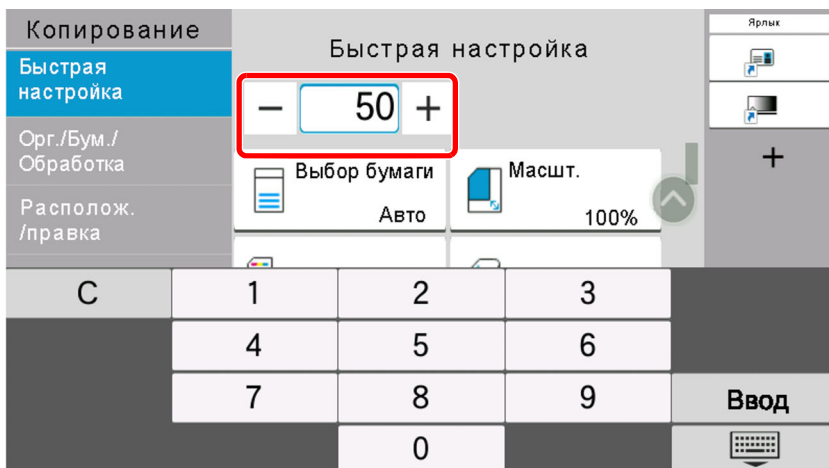 Копирование
Быстрая
настройка
Орг./Бум./
Обработка
Располож.
/правка
Быстрая настройка
− 50 +
Выбор бумаги
Авто
Масшт.
100%
Ярлык
+
C 1 2 3
4 5 6
7 8 9 Ввод
0